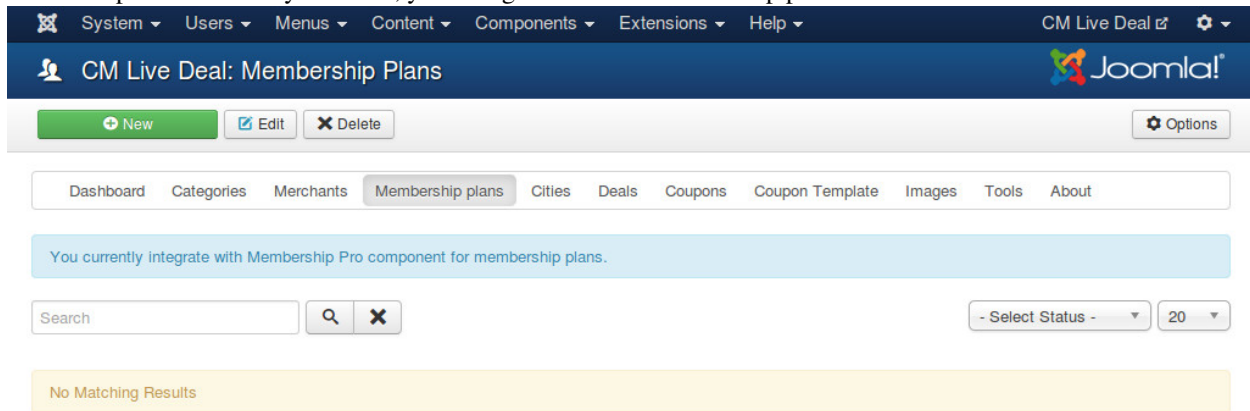 System Users Menus Content Components Extensions Help CM Live Deal
CM Live Deal: Membership Plans Joomla!
New Edit Delete Options
Dashboard Categories Merchants Membership plans Cities Deals Coupons Coupon Template Images Tools About
You currently integrate with Membership Pro component for membership plans.
Search - Select Status - 20
No Matching Results